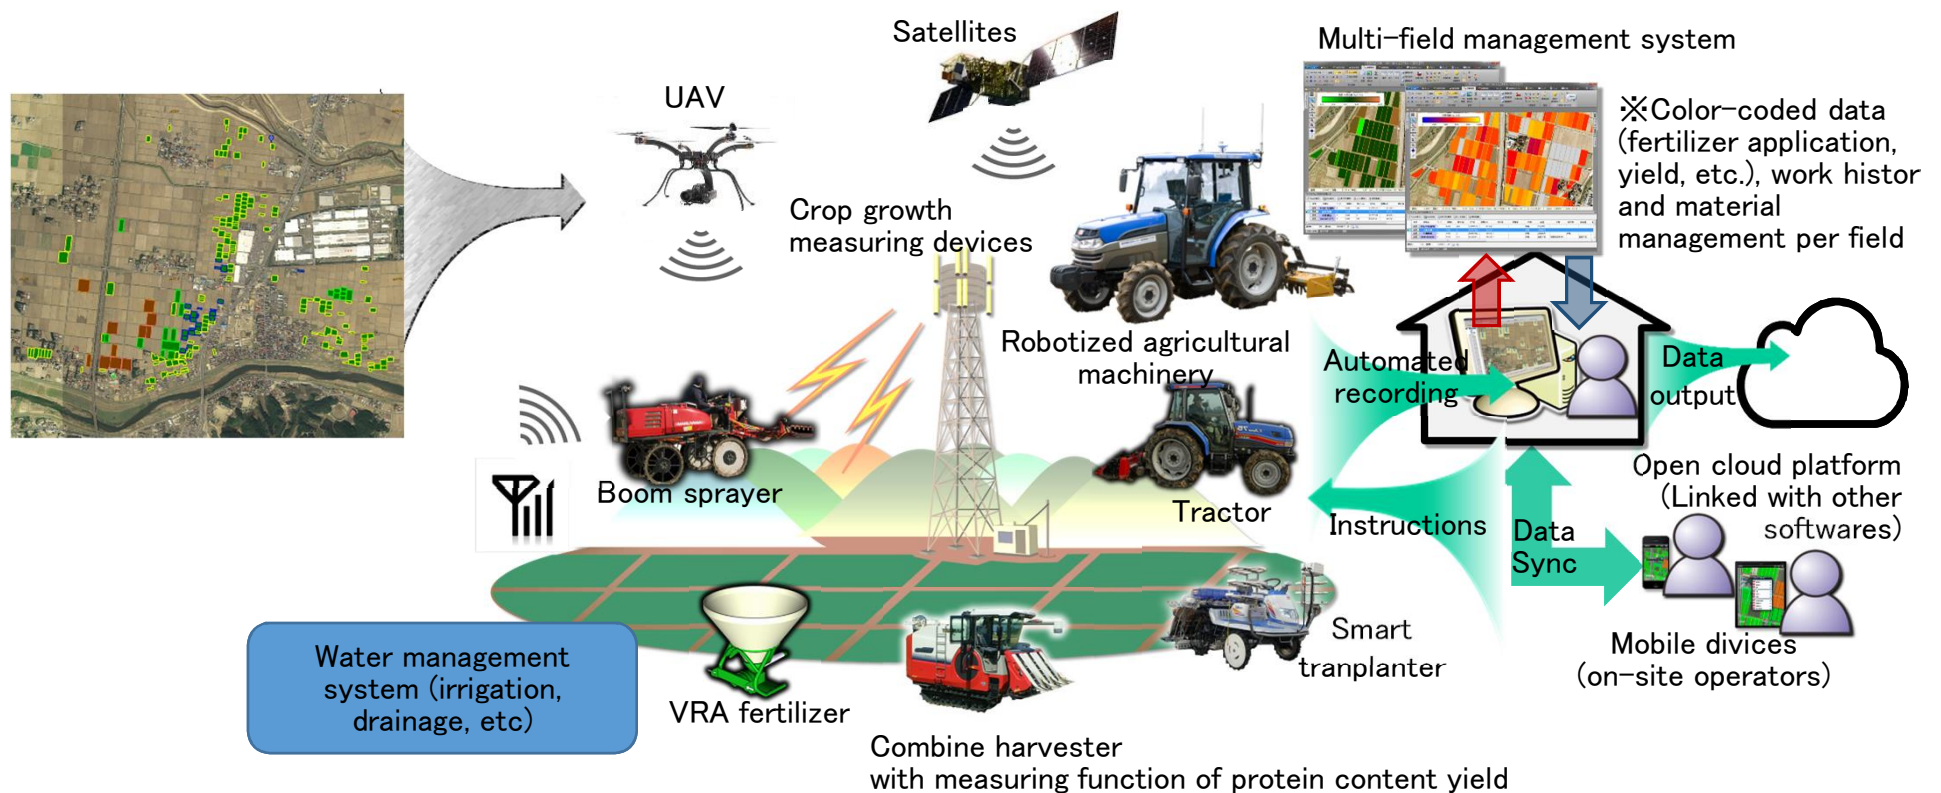 Satellites
Multi-field management system
UAV
※Color-coded data
(fertilizer application,
yield, etc.), work histor
and material
management per field
Crop growth
measuring devices
Robotized agricultural
machinery
Automated
recording
Data
output
Boom sprayer
Tractor
Instructions
Data
Sync
Open cloud platform
(Linked with other
softwares)
Water management
system (irrigation,
drainage, etc)
VRA fertilizer
Smart
tranplanter
Mobile divices
(on-site operators)
Combine harvester
with measuring function of protein content yield